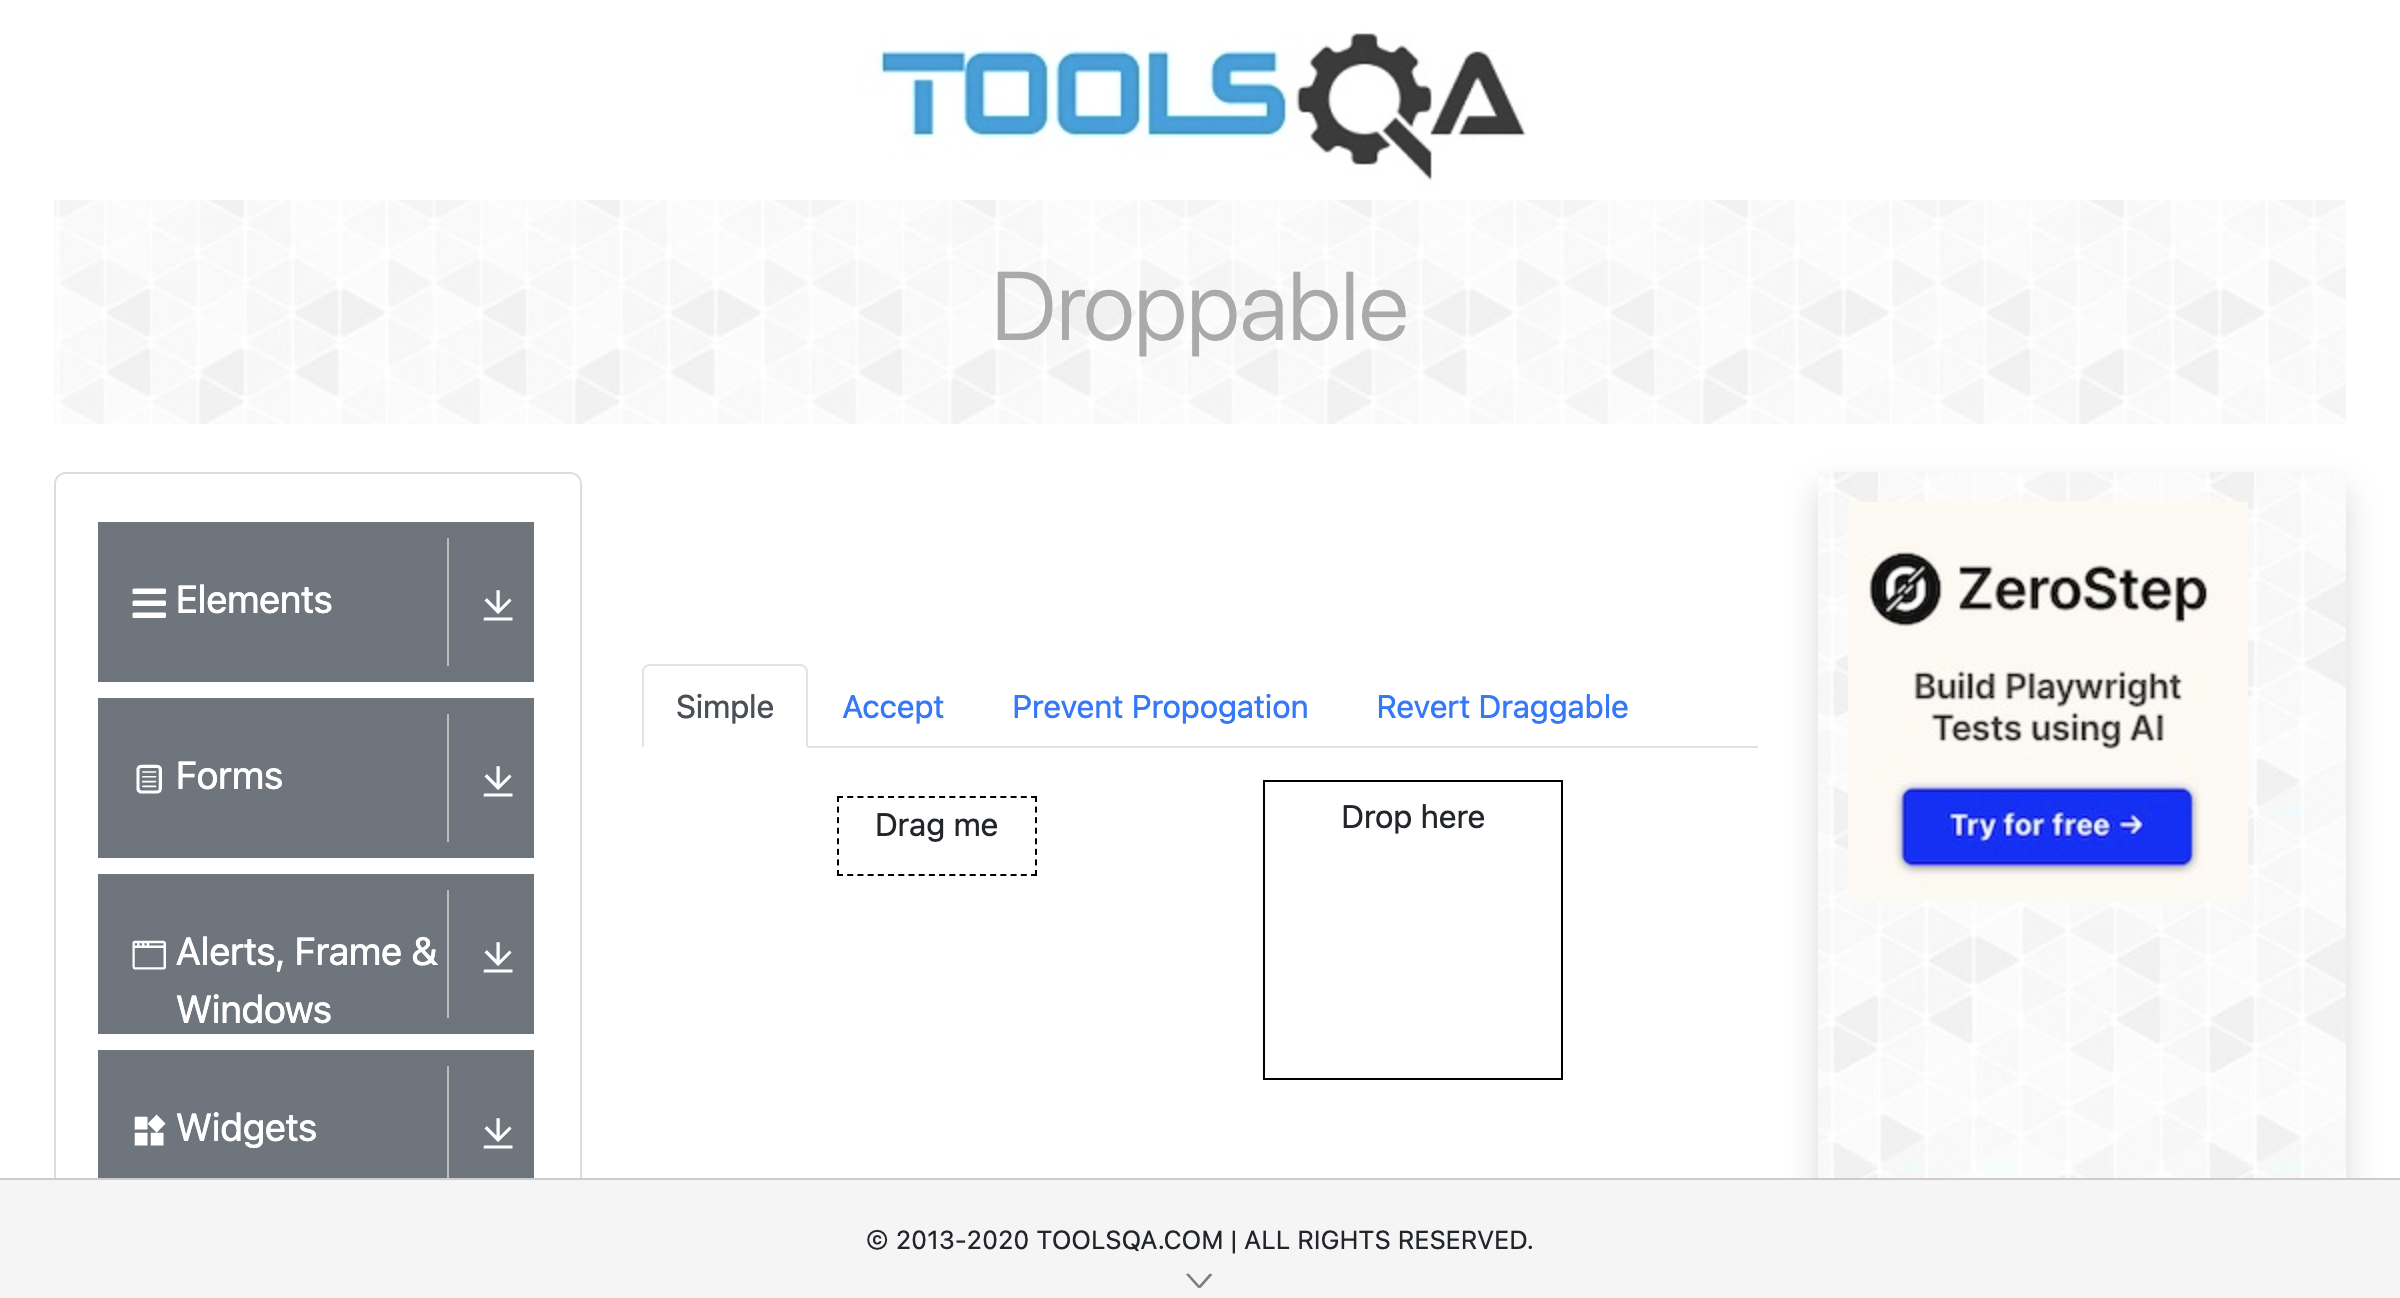 TOOLSQA
Droppable
Elements
Forms
Alerts, Frame &
Windows
Widgets
Simple
Accept
Prevent Propogation
Revert Draggable
Drag me
Drop here
ZeroStep
Build Playwright
Tests using AI
Try for free →
© 2013-2020 TOOLSQA.COM | ALL RIGHTS RESERVED.